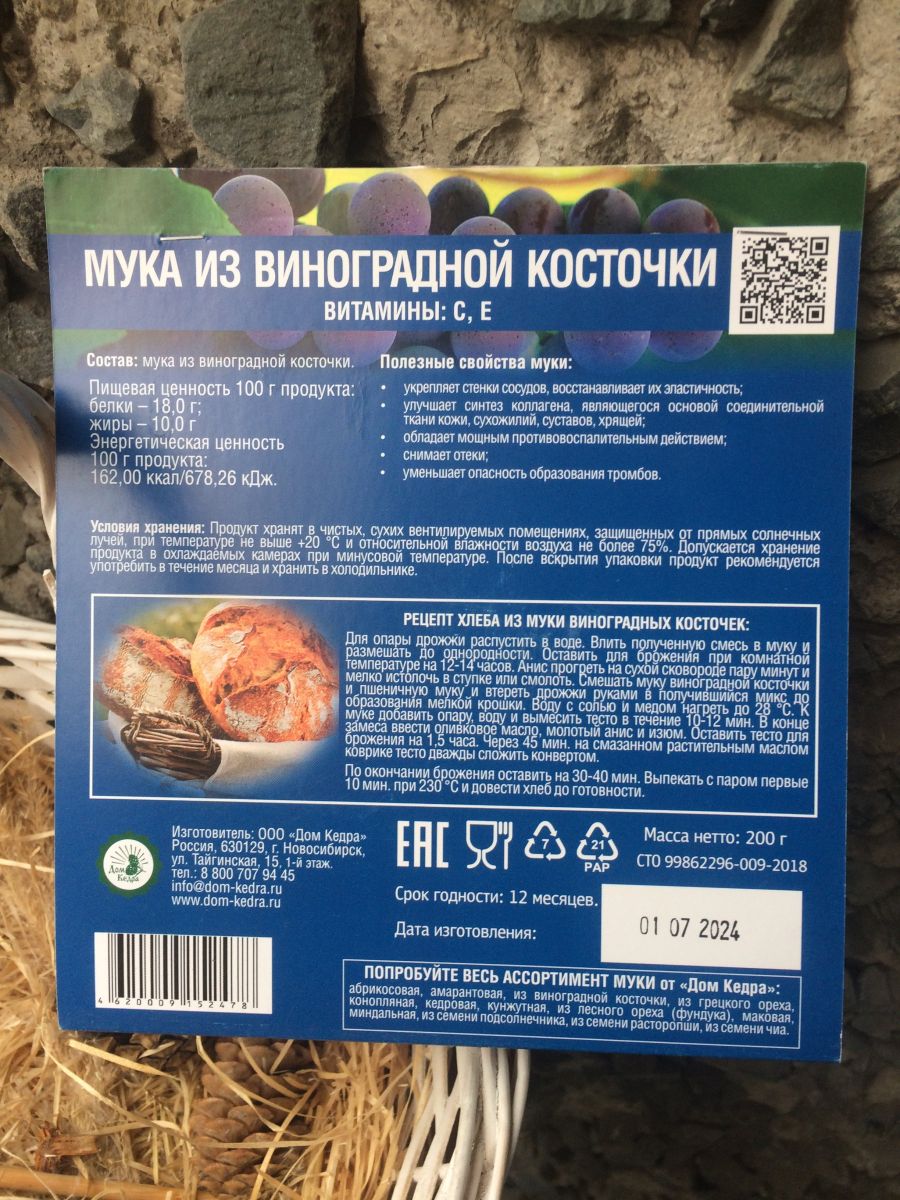 МУКА ИЗ ВИНОГРАДНОЙ КОСТОЧКИ
ВИТАМИНЫ: С, Е
Состав: мука из виноградной косточки.
Пищевая ценность 100 г продукта:
белки – 18,0 г;
жиры – 10,0 г
Энергетическая ценность
100 г продукта:
162,00 ккал/678,26 кДж.
Полезные свойства муки:
• укрепляет стенки сосудов, восстанавливает их эластичность;
• улучшает синтез коллагена, являющегося основой соединительной
ткани кожи, сухожилий, суставов, хрящей;
• обладает мощным противовоспалительным действием;
• снимает отеки;
• уменьшает опасность образования тромбов.
Условия хранения: Продукт хранят в чистых, сухих вентилируемых помещениях, защищенных от прямых солнечных
лучей, при температуре не выше +20 °С и относительной влажности воздуха не более 75%. Допускается хранение
продукта в охлаждаемых камерах при минусовой температуре. После вскрытия упаковки продукт рекомендуется
употребить в течение месяца и хранить в холодильнике.
РЕЦЕПТ ХЛЕБА ИЗ МУКИ ВИНОГРАДНЫХ КОСТОЧЕК:
Для опары дрожжи распустить в воде. Влить полученную смесь в муку и
размешать до однородности. Оставить для брожения при комнатной
температуре на 12-14 часов. Анис прогреть на сухой сковороде пару минут и
мелко истолочь в ступке или смолоть. Смешать муку виноградной косточки
и пшеничную муку и втереть дрожжи руками в получившийся микс до
образования мелкой крошки. Воду с солью и медом нагреть до 28 °С. К
муке добавить опару, воду и вымесить тесто в течение 10-12 мин. В конце
замеса ввести оливковое масло, молотый анис и изюм. Оставить тесто для
брожения на 1,5 часа. Через 45 мин. на смазанном растительным маслом
коврике тесто дважды сложить конвертом.
По окончании брожения оставить на 30-40 мин. Выпекать с паром первые
10 мин. при 230 °С и довести хлеб до готовности.
Дом
Кедра
Изготовитель: ООО «Дом Кедра»
Россия, 630129, г. Новосибирск,
ул. Тайгинская, 15, 1-й этаж.
тел.: 8 800 707 94 45
info@dom-kedra.ru
www.dom-kedra.ru
4620009152478
ЕАС
7
21
PAP
Масса нетто: 200 г
СТО 99862296-009-2018
Срок годности: 12 месяцев.
Дата изготовления:
01 07 2024
ПОПРОБУЙТЕ ВЕСЬ АССОРТИМЕНТ МУКИ от «Дом Кедра»:
абрикосовая, амарантовая, из виноградной косточки, из грецкого ореха,
конопляная, кедровая, кунжутная, из лесного ореха (фундука), маковая,
миндальная, из семени подсолнечника, из семени расторопши, из семени чиа.